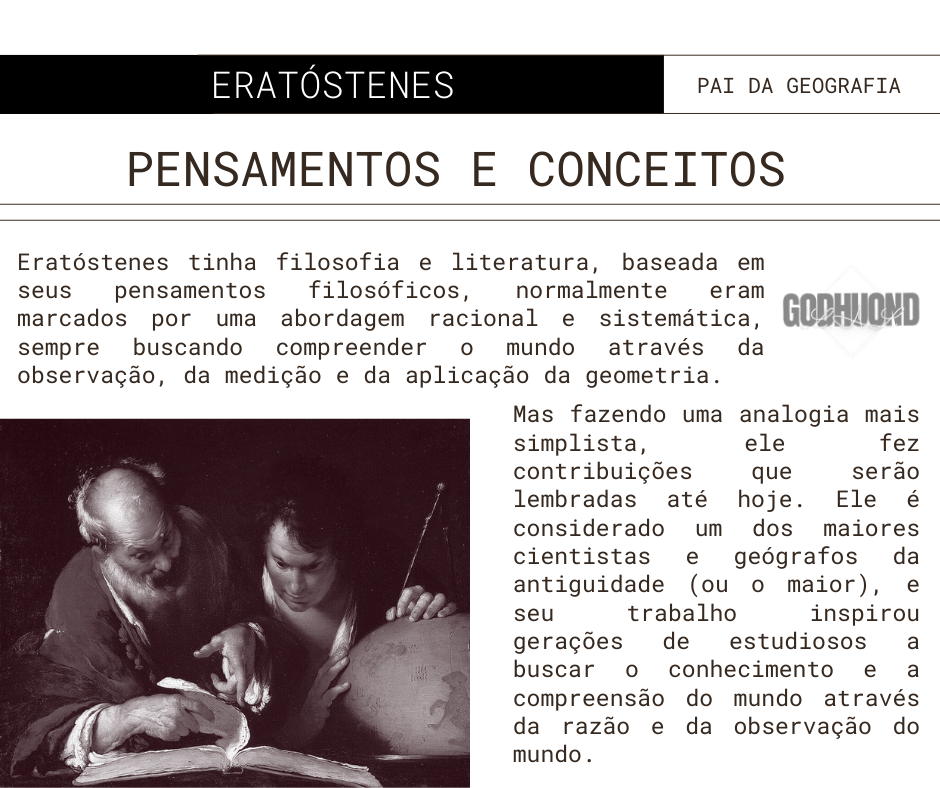 ERATÓSTENES
PAI DA GEOGRAFIA
PENSAMENTOS E CONCEITOS
Eratóstenes tinha filosofia e literatura, baseada em
seus pensamentos filosóficos, normalmente eram
marcados por uma abordagem racional e sistemática,
sempre buscando compreender o mundo através da
observação, da medição e da aplicação da geometria.
Mas fazendo uma analogia mais
simplista, ele fez
contribuições que serão
lembradas até hoje. Ele é
considerado um dos maiores
cientistas e geógrafos da
antiguidade (ou o maior), e
seu trabalho inspirou
gerações de estudiosos a
buscar o conhecimento e a
compreensão do mundo através
da razão e da observação do
mundo.